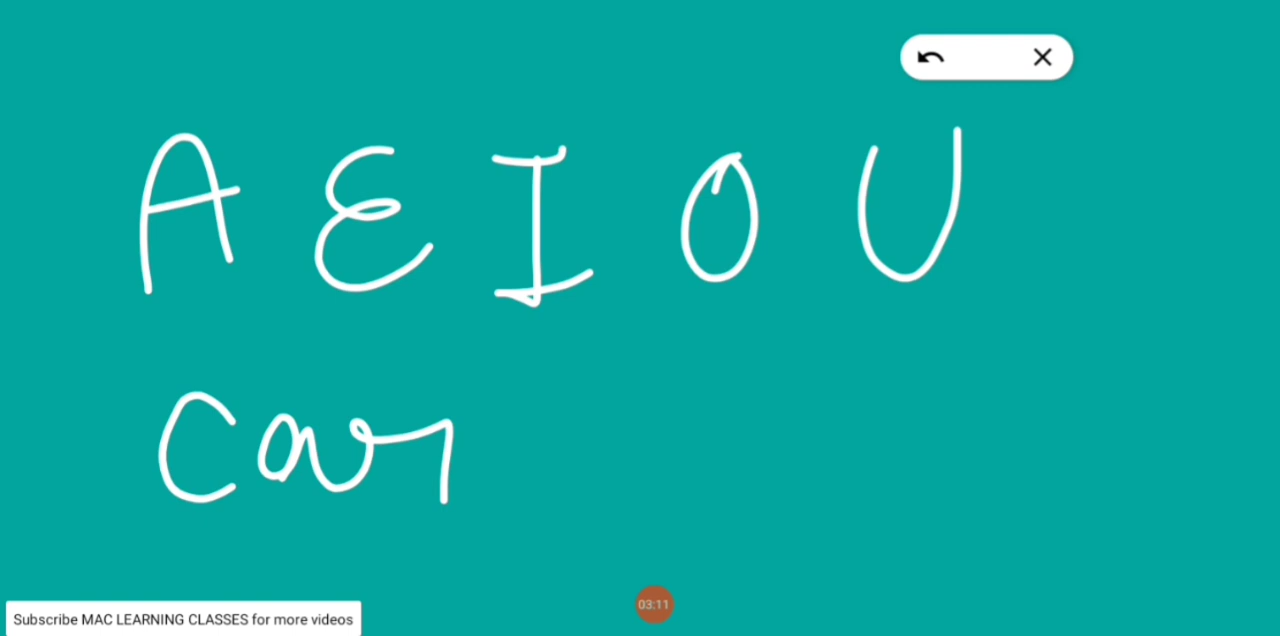 A E I O U
Car
03:11
Subscribe MAC LEARNING CLASSES for more videos